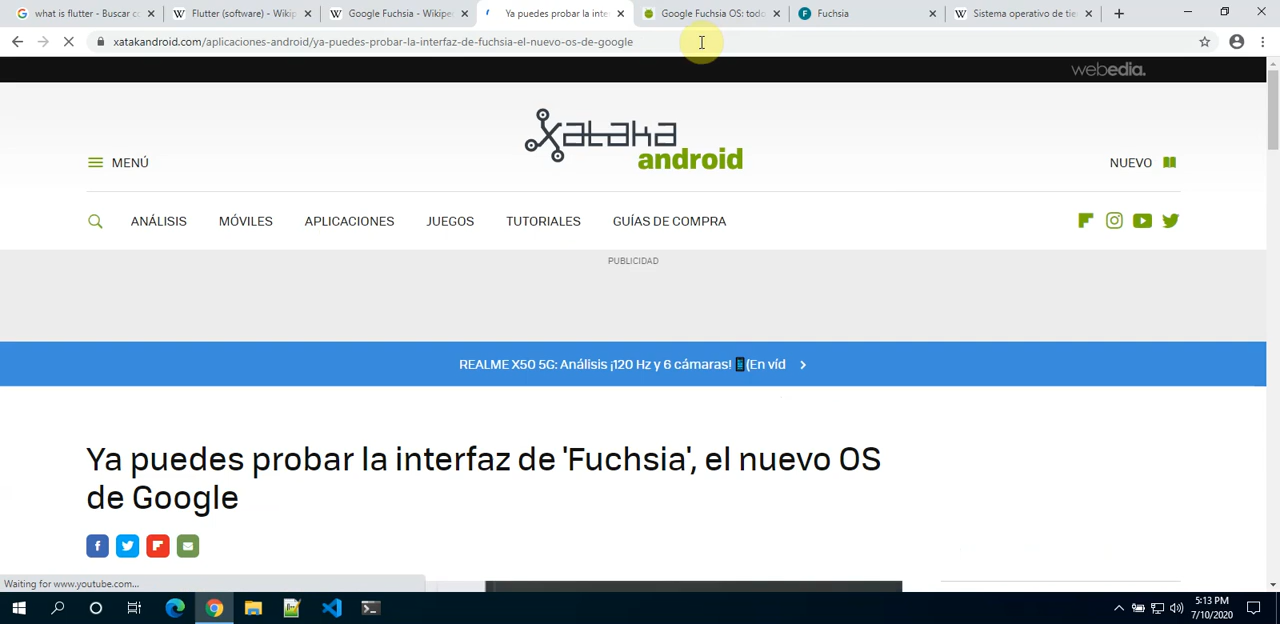 what is flutter - Buscar c
Flutter (software) - Wikip
Google Fuchsia - Wikipe
Ya puedes probar la inte
Google Fuchsia OS: todo
Fuchsia
Sistema operativo de tie
xatakandroid.com/aplicaciones-android/ya-puedes-probar-la-interfaz-de-fuchsia-el-nuevo-os-de-google
webedia.
xataka
android
MENÚ
NUEVO
ANÁLISIS
MÓVILES
APLICACIONES
JUEGOS
TUTORIALES
GUÍAS DE COMPRA
PUBLICIDAD
REALME X50 5G: Análisis ¡120 Hz y 6 cámaras! (En víd
Ya puedes probar la interfaz de 'Fuchsia', el nuevo OS
de Google
Waiting for www.youtube.com...
5:13 PM
7/10/2020